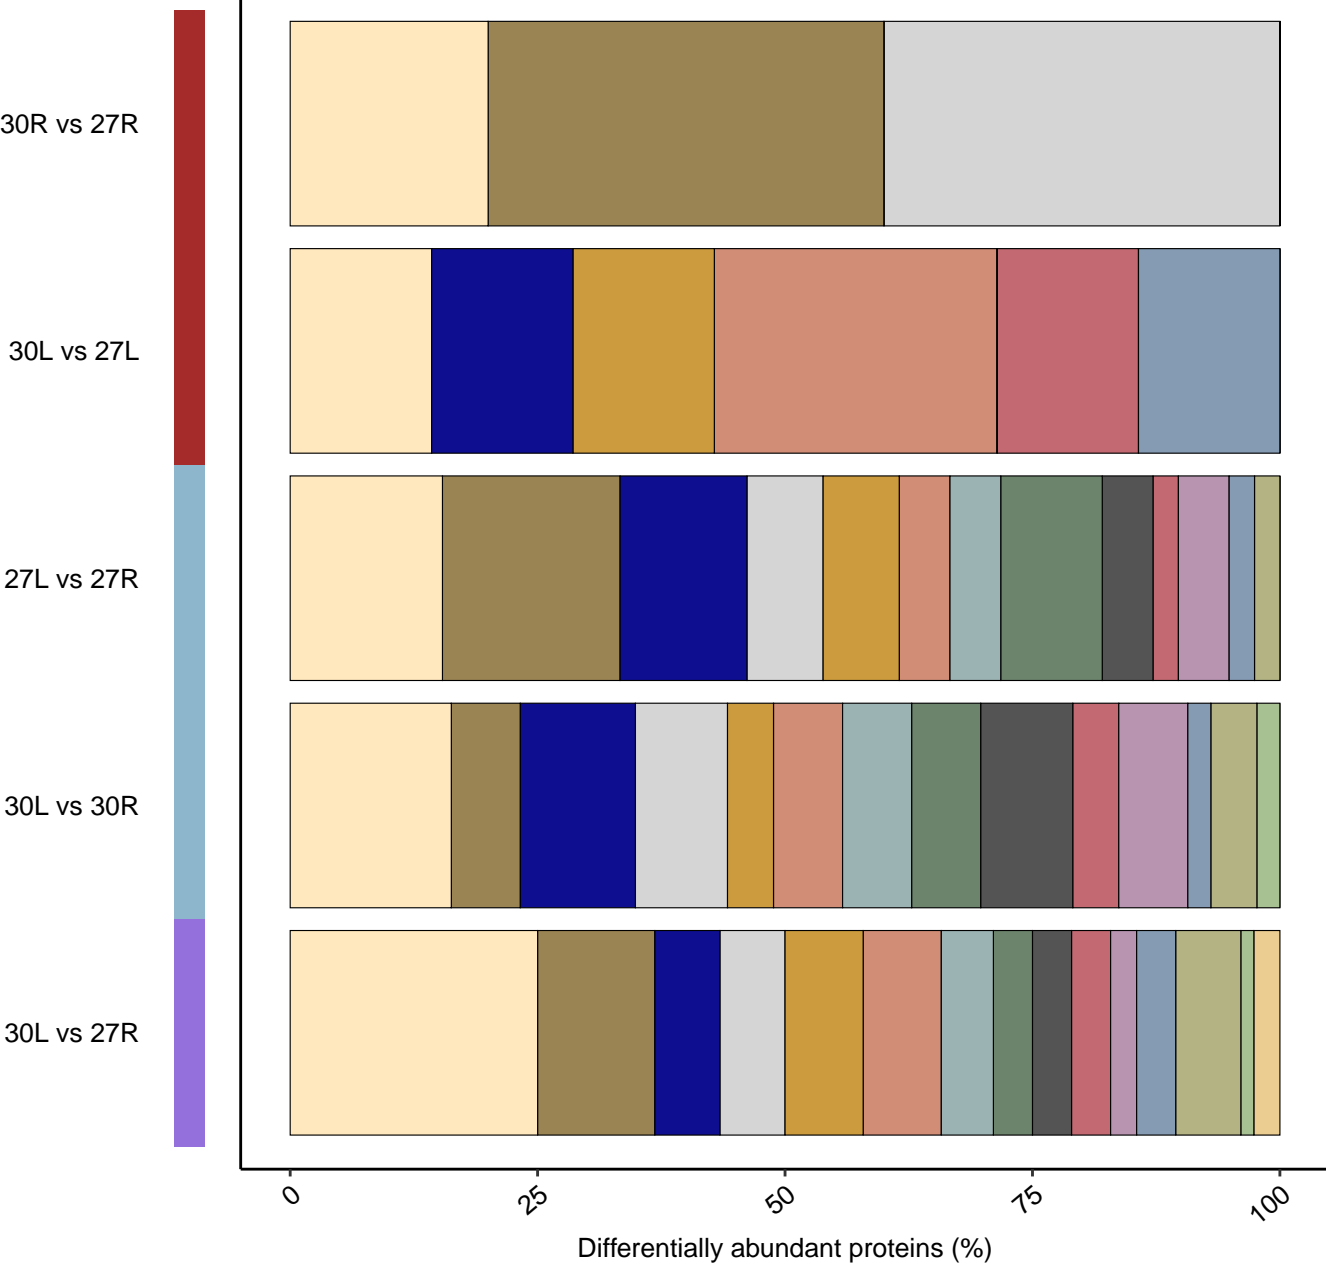 30R vs 27R
30L vs 27L
27L vs 27R
30L vs 30R
30L vs 27R
0
25
50
75
100
Differentially abundant proteins (%)